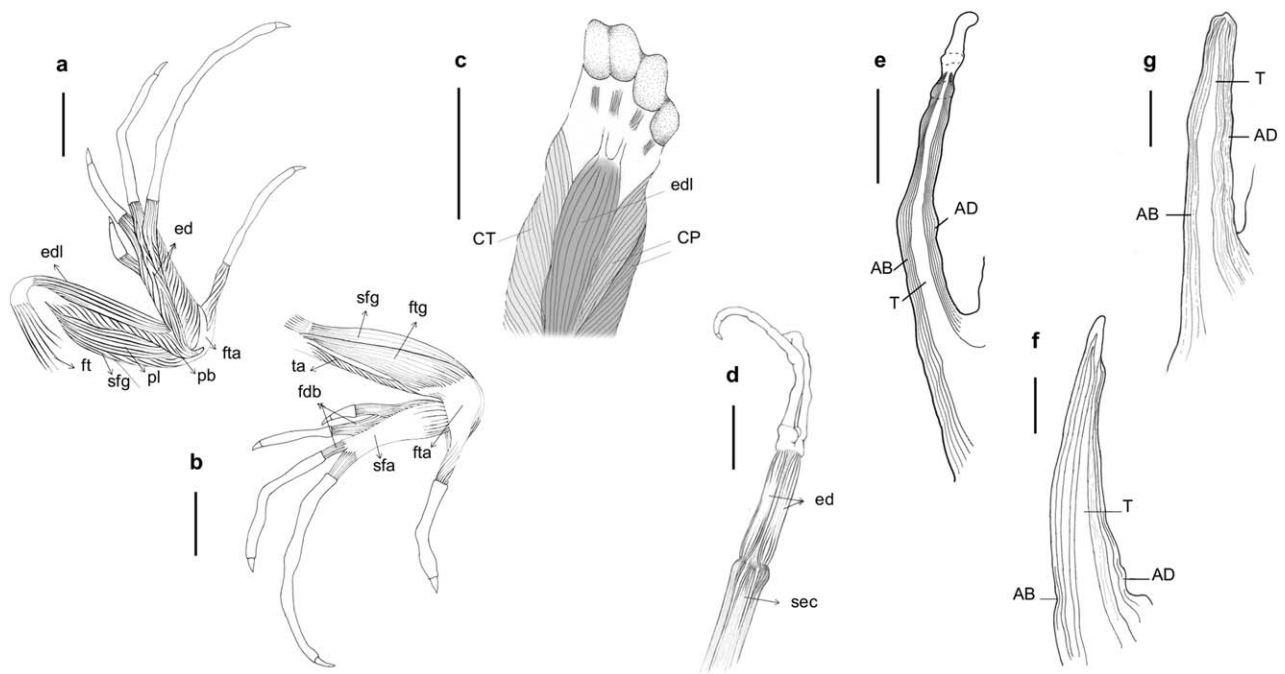 a
edl
ed
ft
sfg
pl
pb
fta
b
sfg
ftg
ta
fdb
sfa
fta
c
CT
edl
CP
d
ed
sec
e
AB
T
AD
g
T
AD
AB
f
T
AB
AD